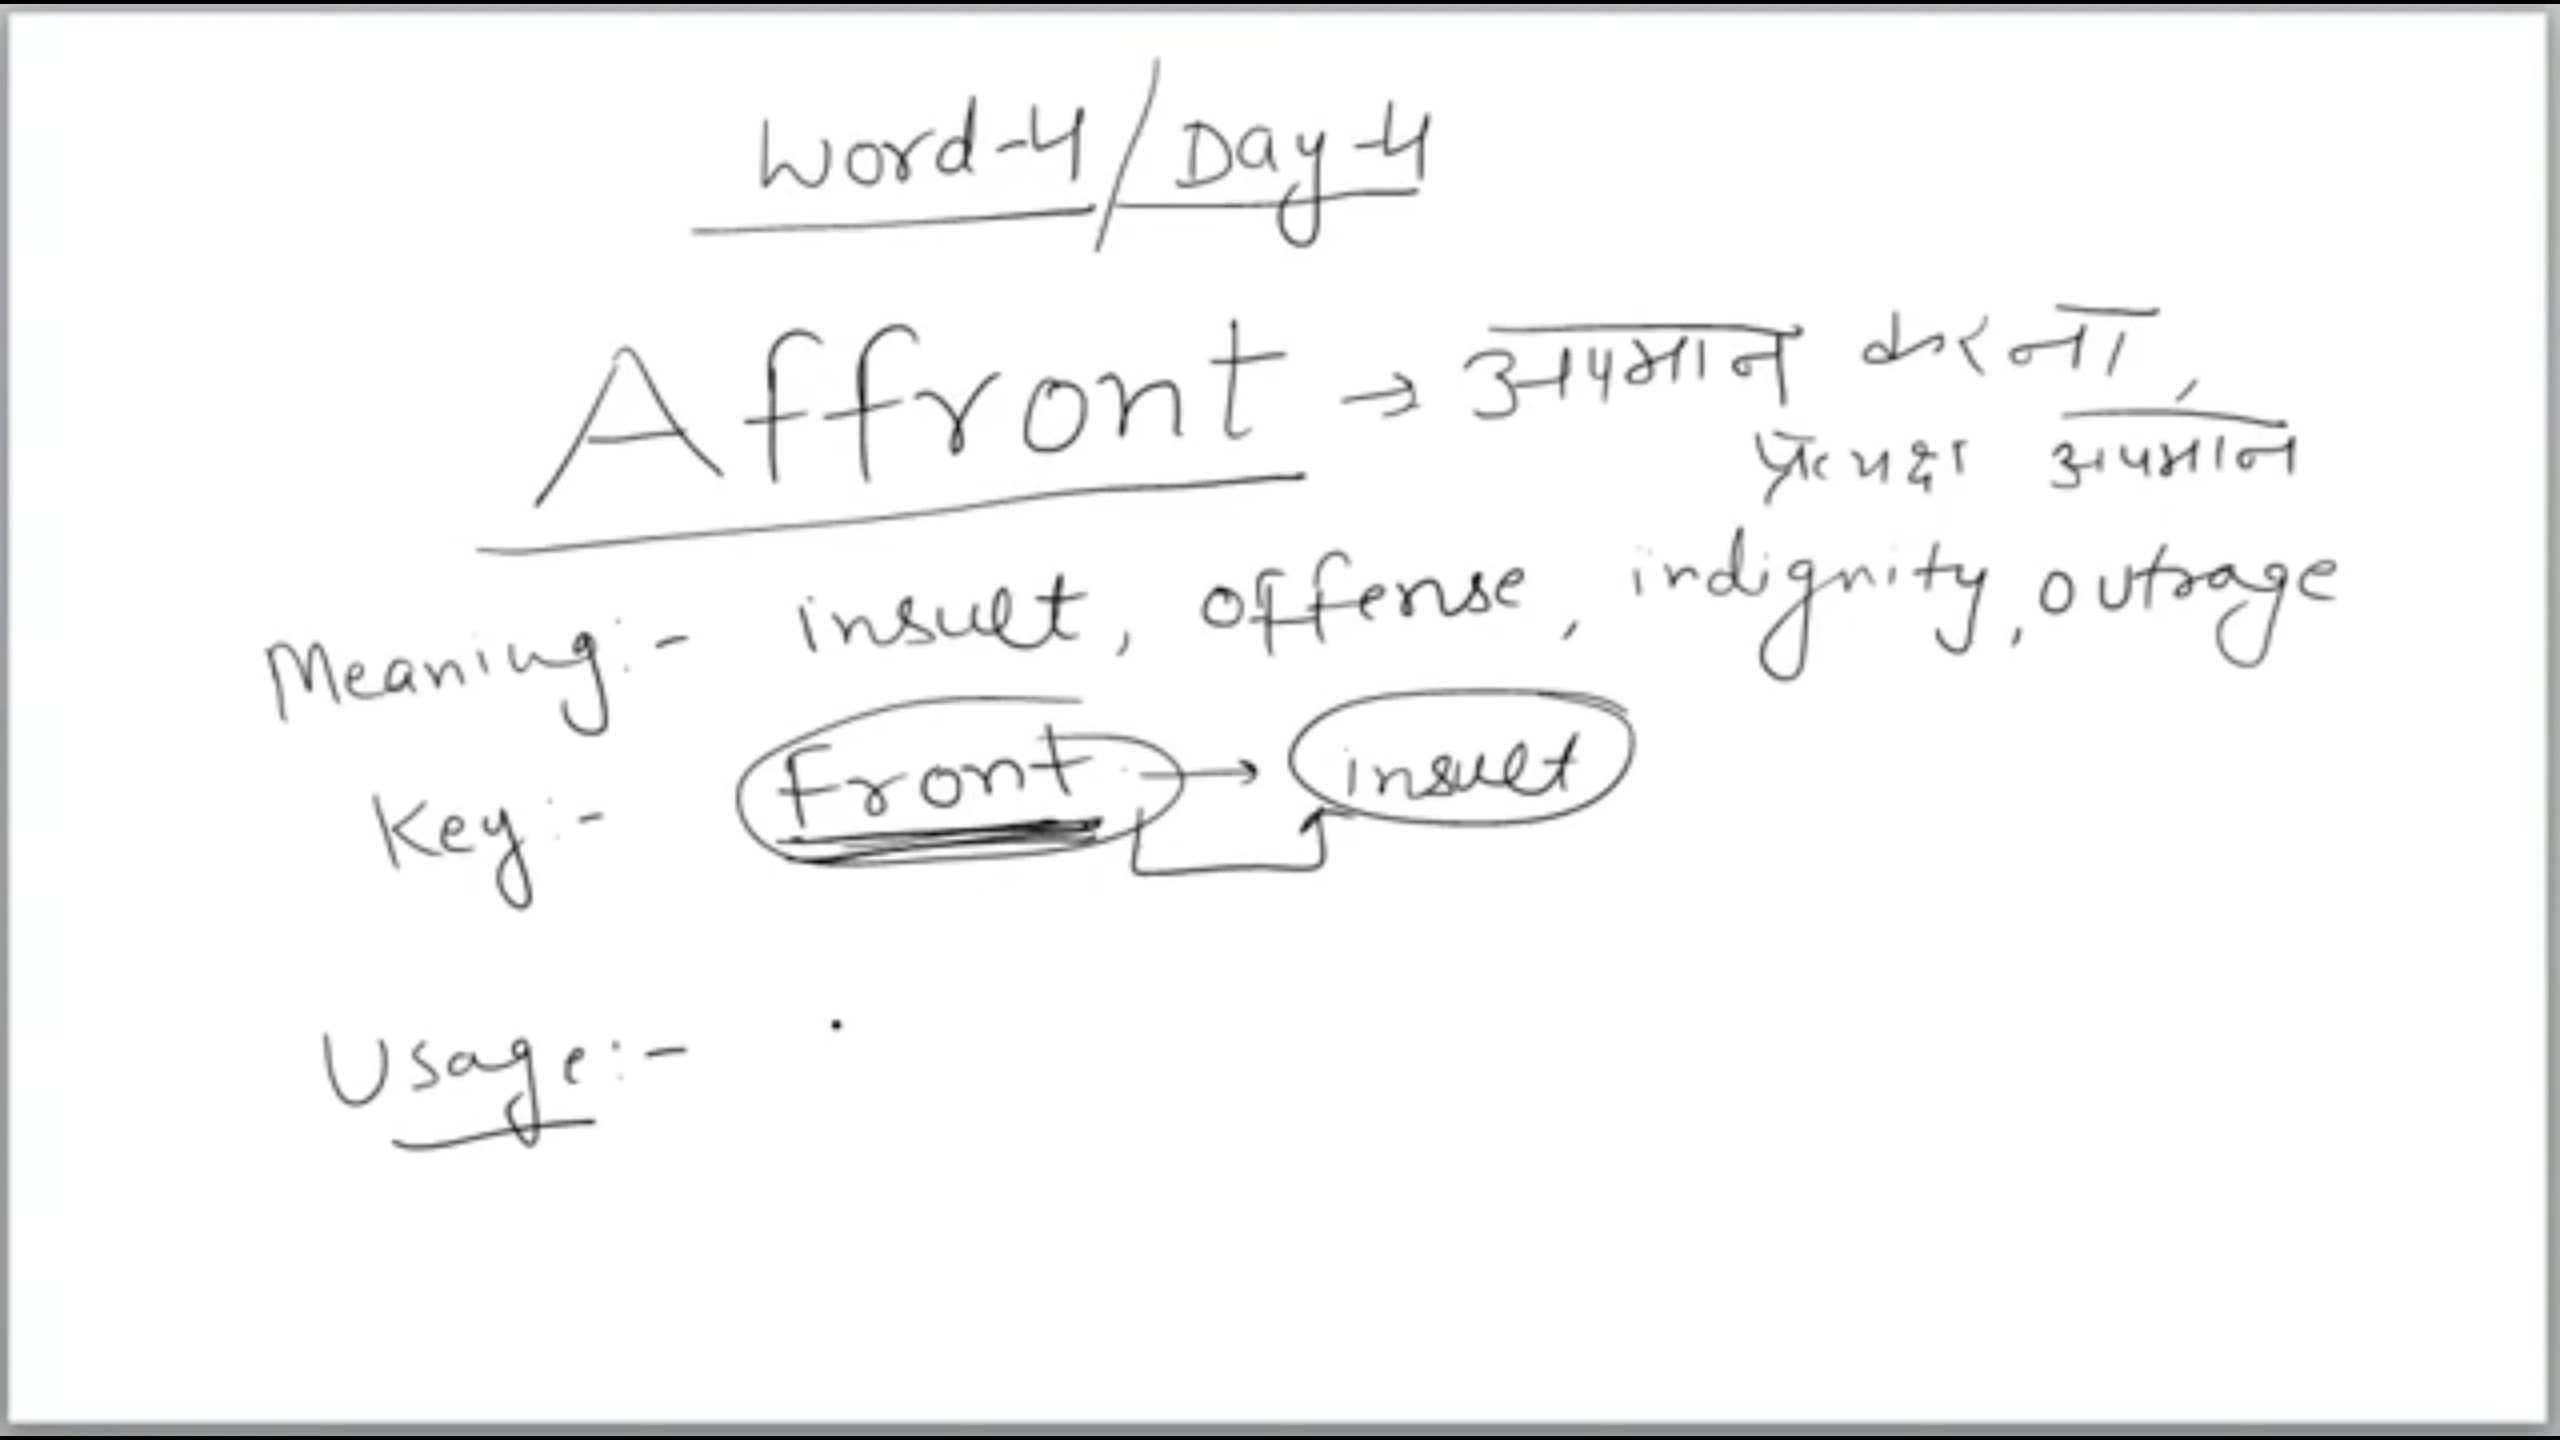 Word-4/Day-4
Affront → अपमान करना,
प्रत्यक्ष अपमान
Meaning:- insult, offense, indignity, outrage
Key:- Front → insult
Usage:-